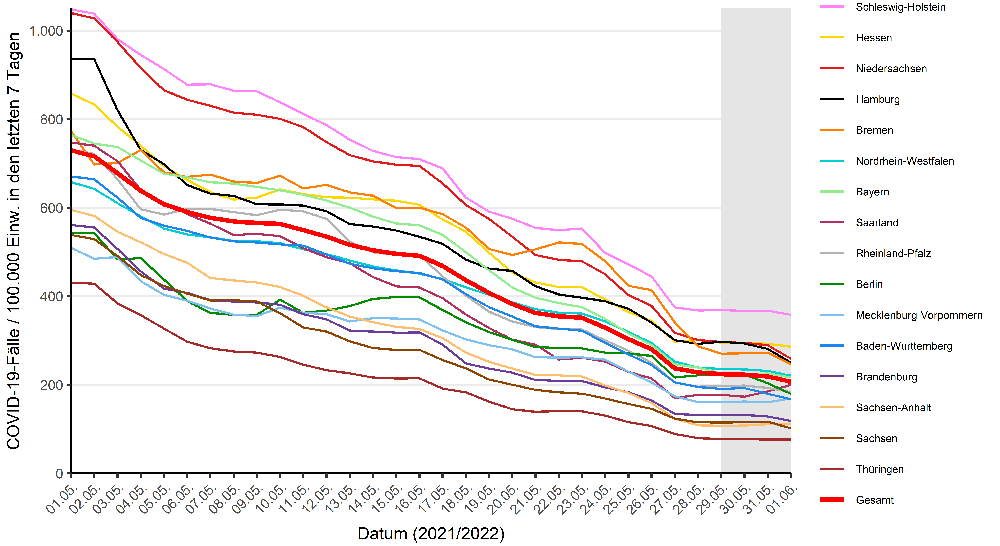 COVID-19-Fälle / 100.000 Einw. in den letzten 7 Tagen
1.000
800
600
400
200
0
01.05.
02.05.
03.05.
04.05.
05.05.
06.05.
07.05.
08.05.
09.05.
10.05.
11.05.
12.05.
13.05.
14.05.
15.05.
16.05.
17.05.
18.05.
19.05.
20.05.
21.05.
22.05.
23.05.
24.05.
25.05.
26.05.
27.05.
28.05.
29.05.
30.05.
31.05.
01.06.
Datum (2021/2022)
Schleswig-Holstein
Hessen
Niedersachsen
Hamburg
Bremen
Nordrhein-Westfalen
Bayern
Saarland
Rheinland-Pfalz
Berlin
Mecklenburg-Vorpommern
Baden-Württemberg
Brandenburg
Sachsen-Anhalt
Sachsen
Thüringen
Gesamt